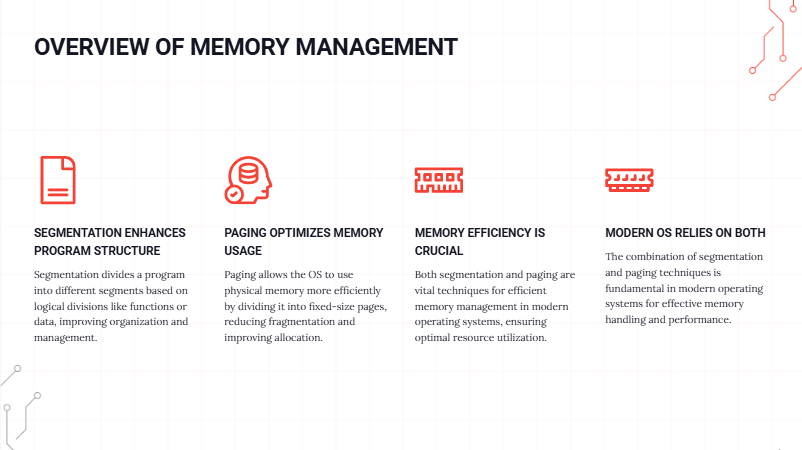 OVERVIEW OF MEMORY MANAGEMENT
SEGMENTATION ENHANCES
PROGRAM STRUCTURE
Segmentation divides a program
into different segments based on
logical divisions like functions or
data, improving organization and
management.
PAGING OPTIMIZES MEMORY
USAGE
Paging allows the OS to use
physical memory more efficiently
by dividing it into fixed-size pages,
reducing fragmentation and
improving allocation.
MEMORY EFFICIENCY IS
CRUCIAL
Both segmentation and paging are
vital techniques for efficient
memory management in modern
operating systems, ensuring
optimal resource utilization.
MODERN OS RELIES ON BOTH
The combination of segmentation
and paging techniques is
fundamental in modern operating
systems for effective memory
handling and performance.